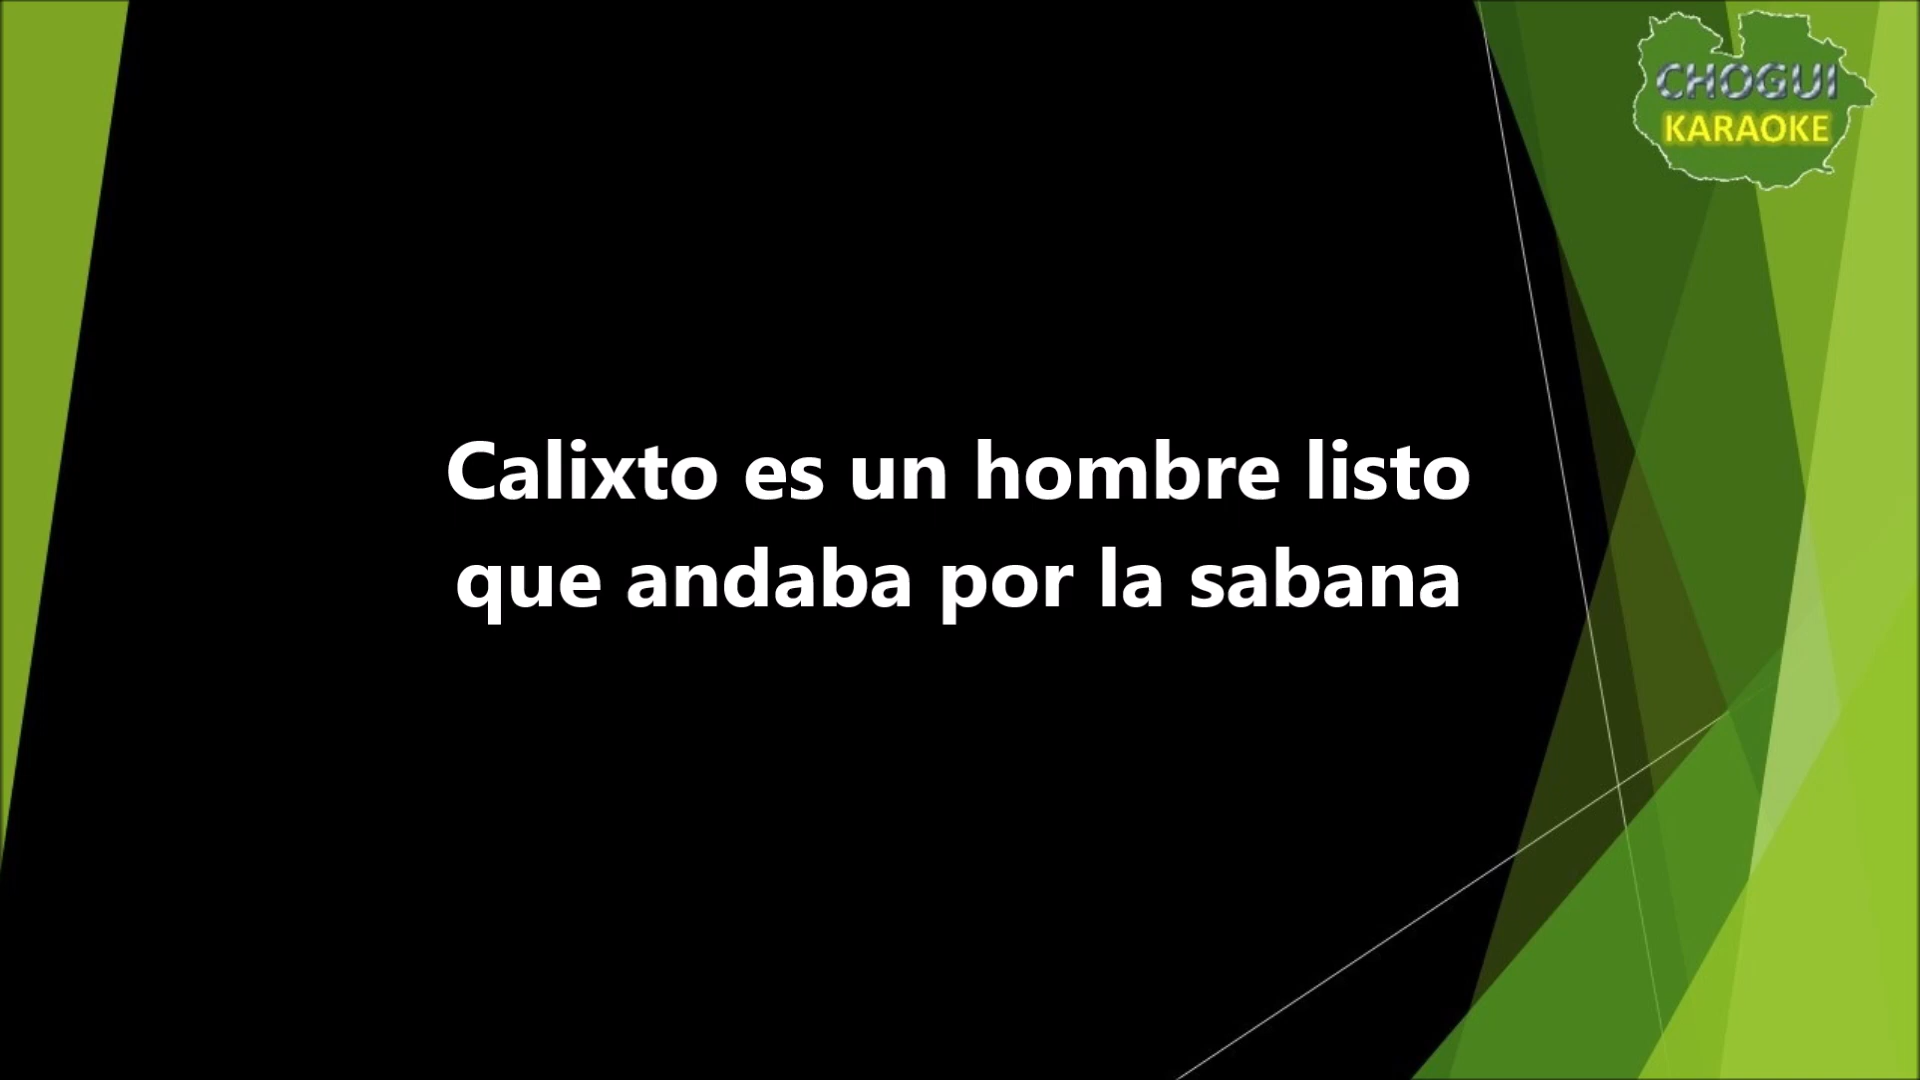 CHOGUI
KARAOKE
Calixto es un hombre listo
que andaba por la sabana